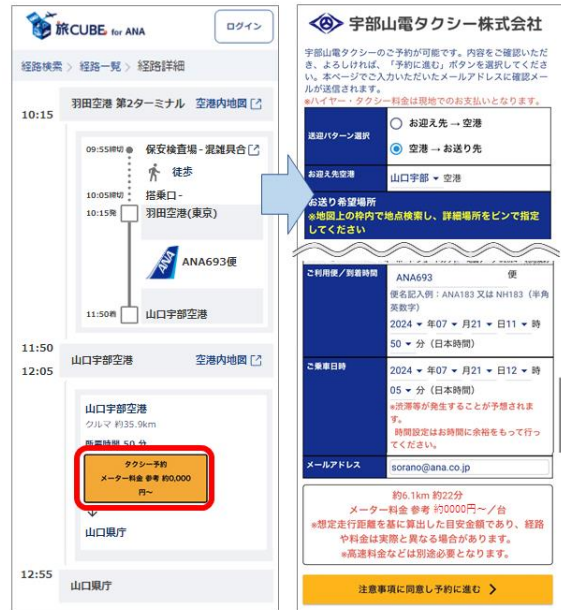 旅CUBE for ANA
ログイン
経路検索 > 経路一覧 > 経路詳細
10:15
羽田空港 第2ターミナル 空港内地図
09:55締切
保安検査場-混雑具合
徒歩
10:05締切
搭乗口-
10:15発
羽田空港(東京)
ANA
ANA693便
11:50着
山口宇部空港
11:50
12:05
山口宇部空港 空港内地図
山口宇部空港
クルマ 約35.9km
所要時間 50 分
タクシー予約
メーター料金 参考 約0,000
円〜
山口県庁
12:55
山口県庁
宇部山電タクシー株式会社
宇部山電タクシーのご予約が可能です。内容をご確認いただ
き、よろしければ、「予約に進む」ボタンを選択してくださ
い。本ページでご入力いただいたメールアドレスに確認メー
ルが送信されます。
※ハイヤー・タクシー料金は現地でのお支払いとなります。
送迎パターン選択
お迎え先 → 空港
空港 → お送り先
お迎え先空港
山口宇部 空港
お送り希望場所
※地図上の枠内で地点検索し、詳細場所をピンで指定
してください
ご利用便/到着時間
ANA693 便
便名記入例:ANA183 又は NH183(半角
英数字)
2024 年07 月21 日11 時
50 分(日本時間)
ご乗車日時
2024 年07 月21 日12 時
05 分(日本時間)
※渋滞等が発生することが予想されま
す。
時間設定はお時間に余裕をもって行っ
てください。
メールアドレス
sorano@ana.co.jp
約6.1km 約22分
メーター料金 参考 約0000円〜/台
※想定走行距離を基に算出した目安金額であり、経路
や料金は実際と異なる場合があります。
※高速料金などは別途必要となります。
注意事項に同意し予約に進む